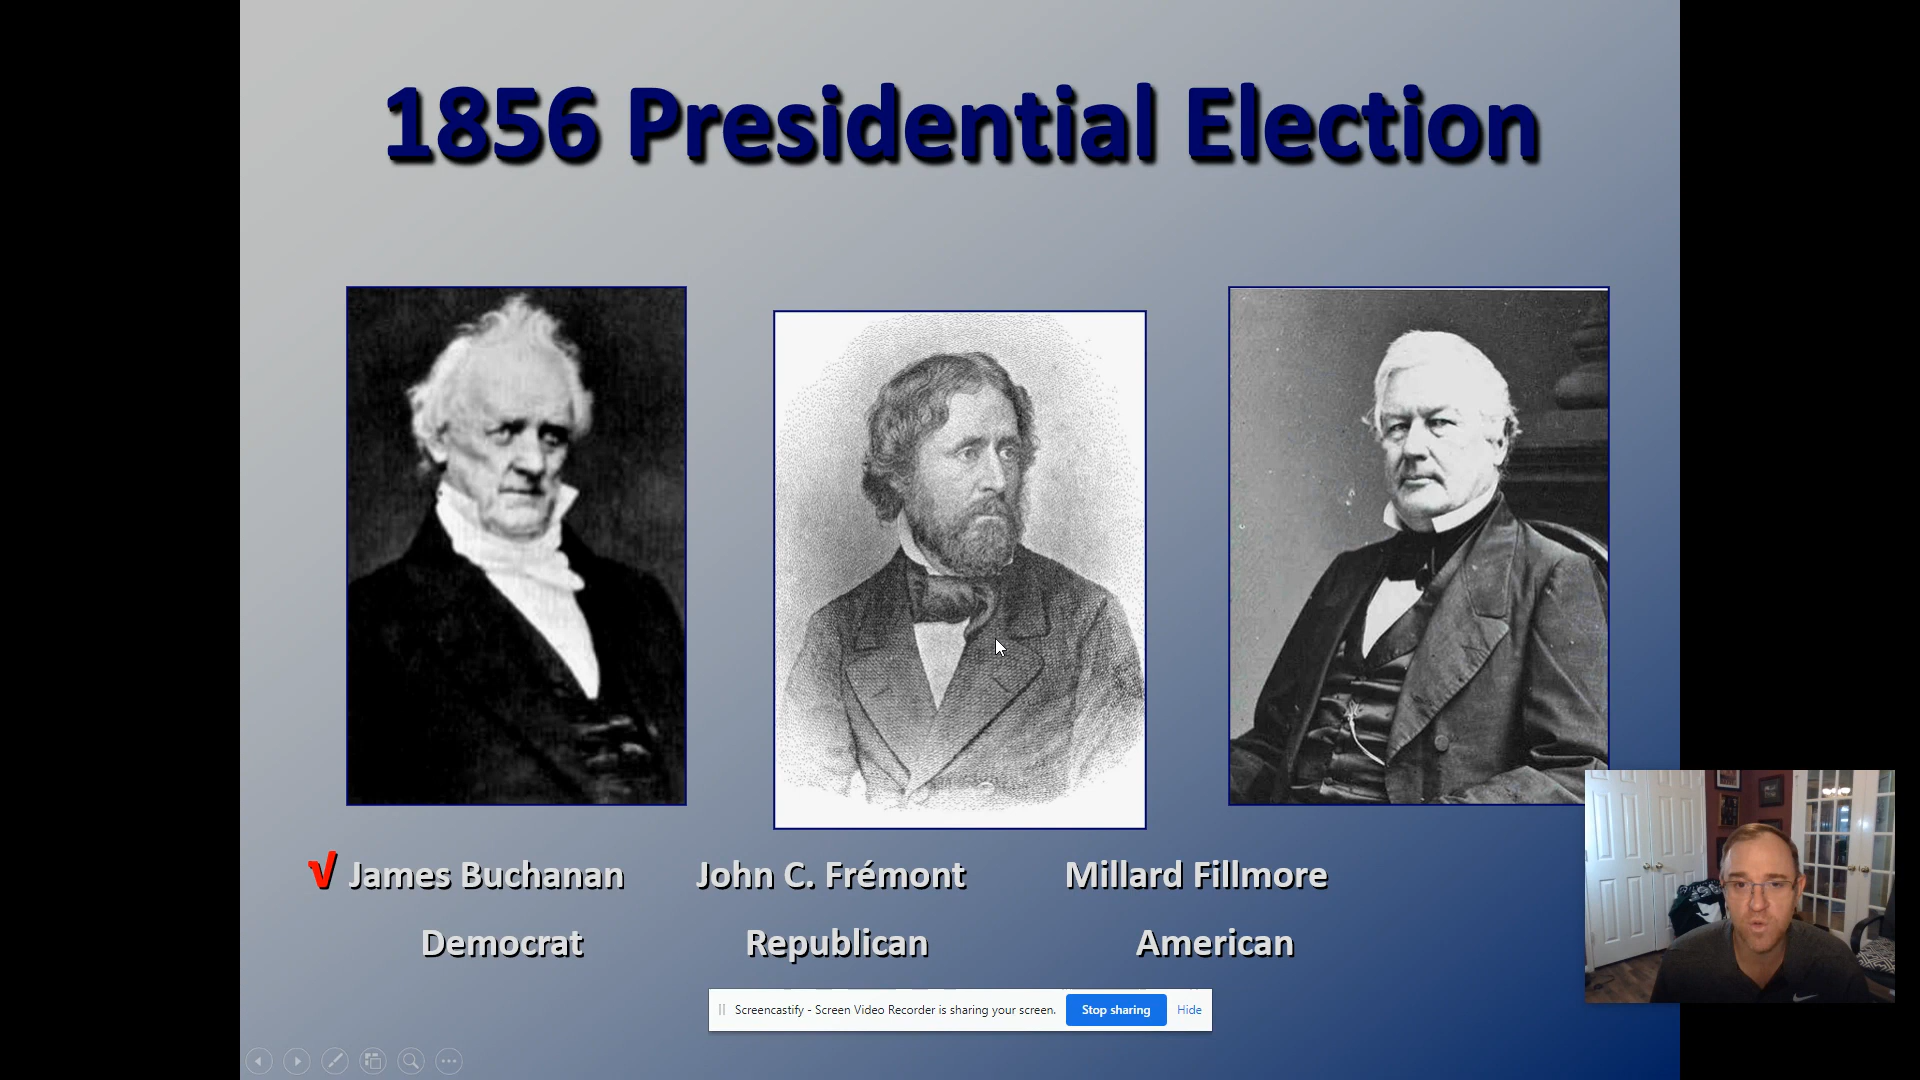 1856 Presidential Election
√ James Buchanan John C. Frémont Millard Fillmore
Democrat Republican American
Screencastify - Screen Video Recorder is sharing your screen. Stop sharing Hide